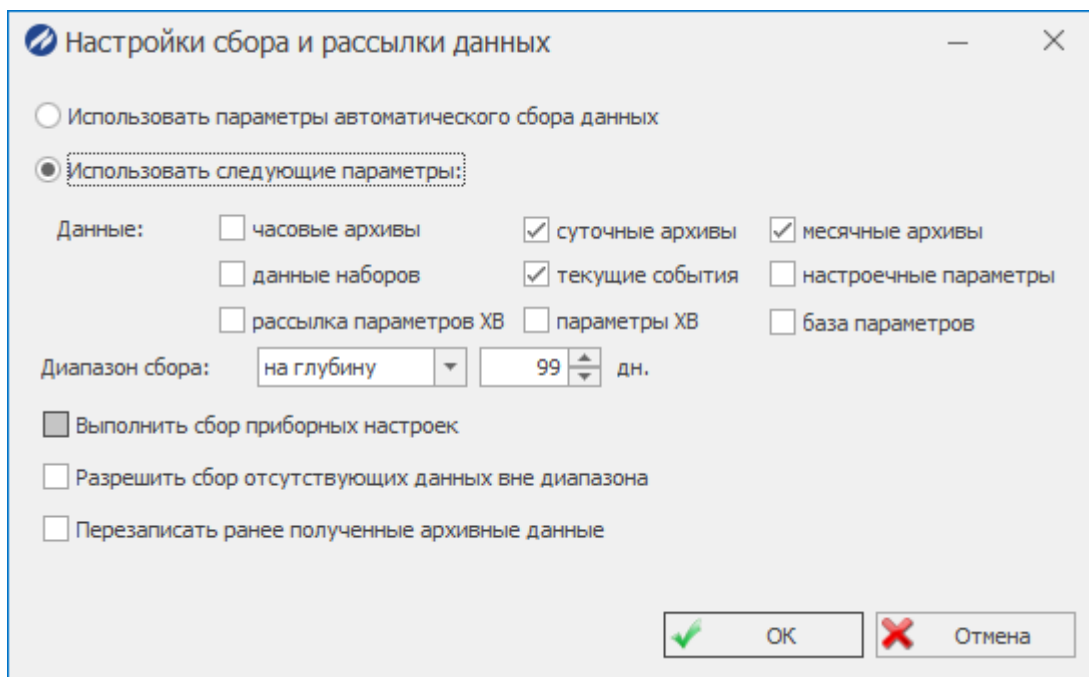 Настройки сбора и рассылки данных
Использовать параметры автоматического сбора данных
Использовать следующие параметры:
Данные: часовые архивы суточные архивы месячные архивы
данные наборов текущие события настроечные параметры
рассылка параметров ХВ параметры ХВ база параметров
Диапазон сбора: на глубину 99 дн.
Выполнить сбор приборных настроек
Разрешить сбор отсутствующих данных вне диапазона
Перезаписать ранее полученные архивные данные
ОК Отмена